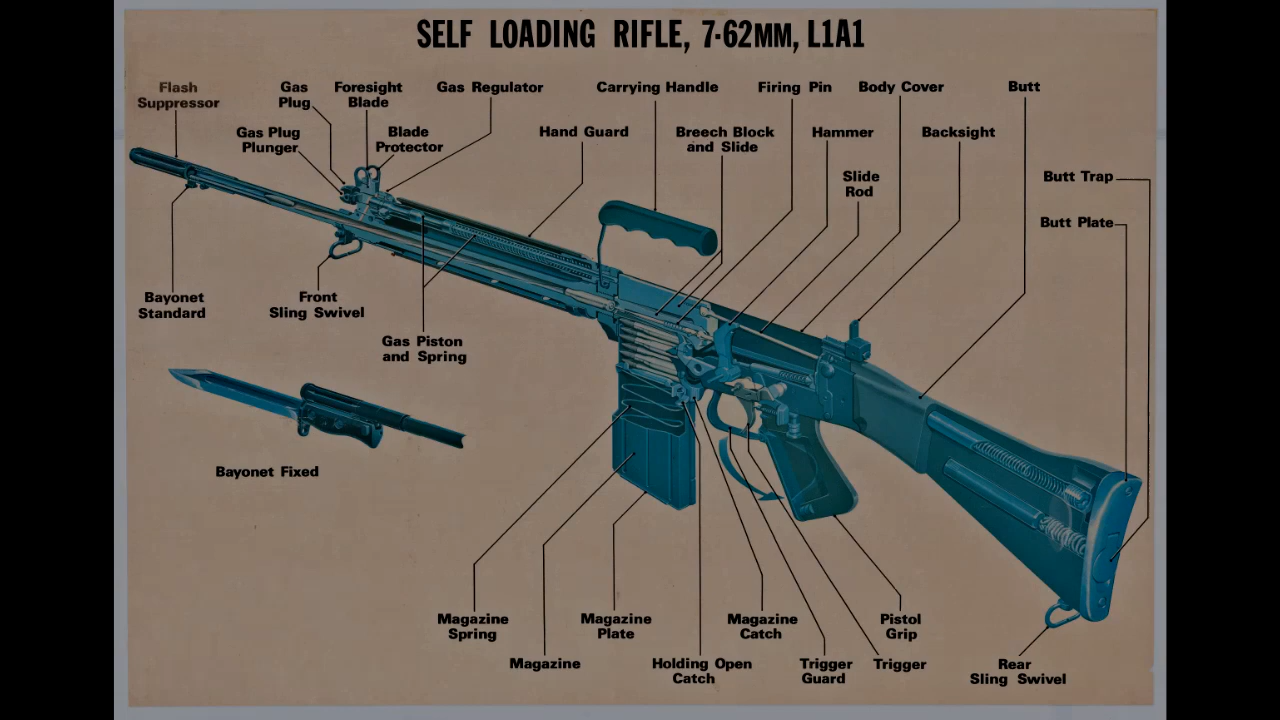 SELF LOADING RIFLE, 7·62MM, L1A1
Flash
Suppressor
Gas
Plug
Foresight
Blade
Gas Regulator
Carrying Handle
Firing Pin
Body Cover
Butt
Gas Plug
Plunger
Blade
Protector
Hand Guard
Breech Block
and Slide
Hammer
Backsight
Slide
Rod
Butt Trap
Butt Plate
Bayonet
Standard
Front
Sling Swivel
Gas Piston
and Spring
Bayonet Fixed
Magazine
Spring
Magazine
Plate
Magazine
Catch
Pistol
Grip
Magazine
Holding Open
Catch
Trigger
Guard
Trigger
Rear
Sling Swivel